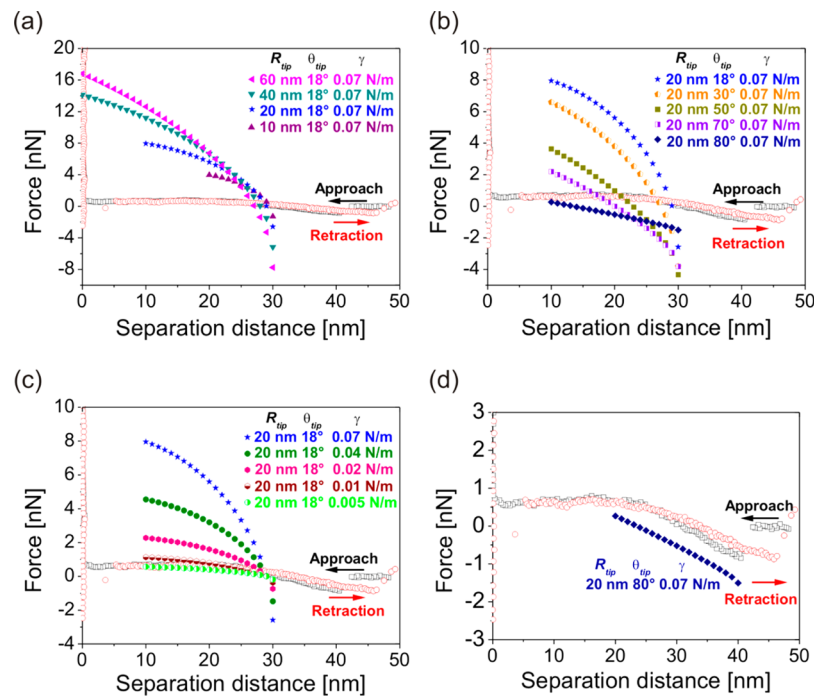 (a)
Force [nN]
20
16
12
8
4
0
-4
-8
R_tip θ_tip γ
60 nm 18° 0.07 N/m
40 nm 18° 0.07 N/m
20 nm 18° 0.07 N/m
10 nm 18° 0.07 N/m
Approach
Retraction
0 10 20 30 40 50
Separation distance [nm]
(b)
Force [nN]
10
8
6
4
2
0
-2
-4
R_tip θ_tip γ
20 nm 18° 0.07 N/m
20 nm 30° 0.07 N/m
20 nm 50° 0.07 N/m
20 nm 70° 0.07 N/m
20 nm 80° 0.07 N/m
Approach
Retraction
0 10 20 30 40 50
Separation distance [nm]
(c)
Force [nN]
10
8
6
4
2
0
-2
-4
R_tip θ_tip γ
20 nm 18° 0.07 N/m
20 nm 18° 0.04 N/m
20 nm 18° 0.02 N/m
20 nm 18° 0.01 N/m
20 nm 18° 0.005 N/m
Approach
Retraction
0 10 20 30 40 50
Separation distance [nm]
(d)
Force [nN]
3
2
1
0
-1
-2
-3
Approach
R_tip θ_tip γ
20 nm 80° 0.07 N/m
Retraction
0 10 20 30 40 50
Separation distance [nm]